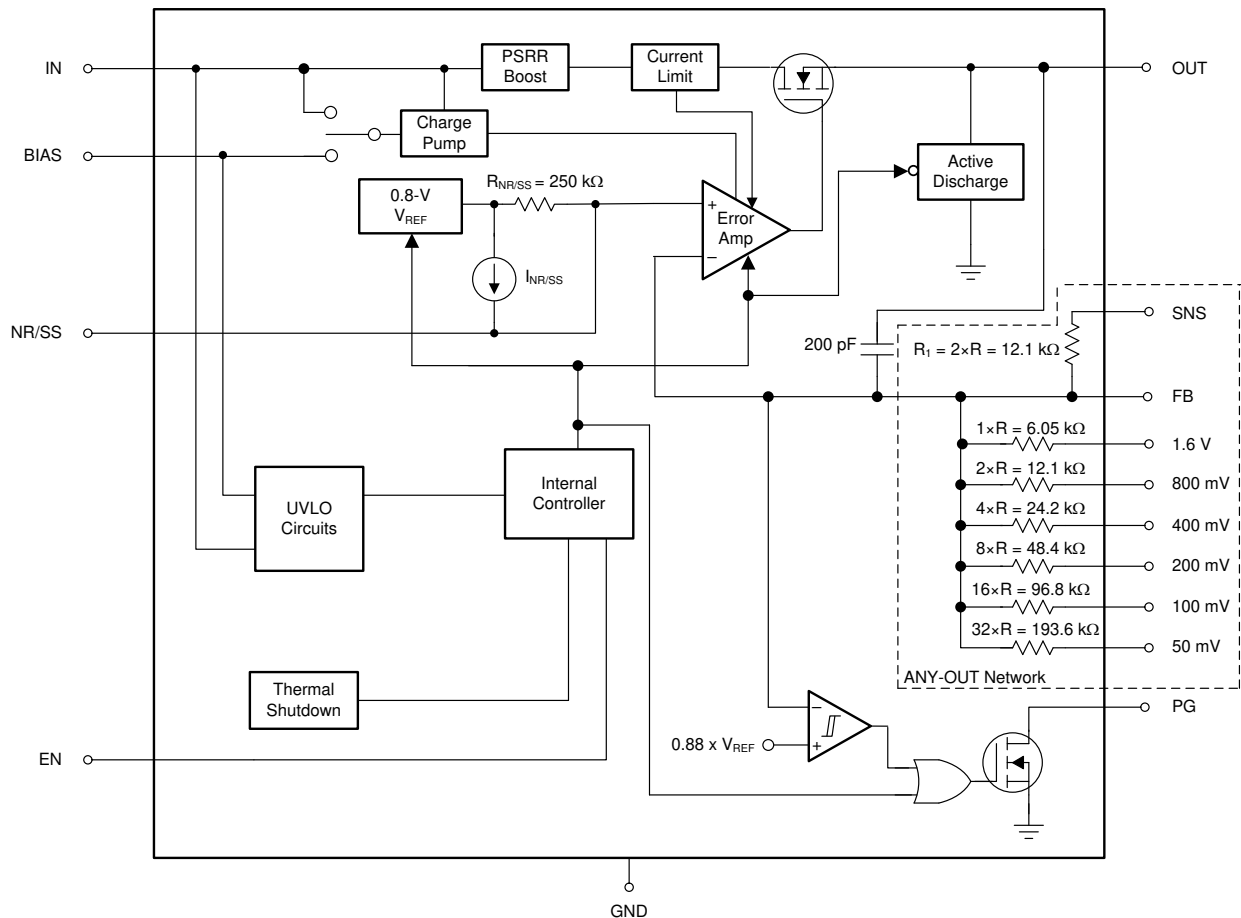 IN
PSRR
Boost
Current
Limit
OUT
Charge
Pump
BIAS
Active
Discharge
0.8-V
VREF
RNR/SS = 250 kΩ
+
Error
Amp
−
INR/SS
NR/SS
SNS
200 pF
R1 = 2×R = 12.1 kΩ
FB
1×R = 6.05 kΩ
1.6 V
2×R = 12.1 kΩ
800 mV
4×R = 24.2 kΩ
400 mV
8×R = 48.4 kΩ
200 mV
16×R = 96.8 kΩ
100 mV
32×R = 193.6 kΩ
50 mV
ANY-OUT Network
UVLO
Circuits
Internal
Controller
Thermal
Shutdown
PG
−
0.88 x VREF
+
EN
GND